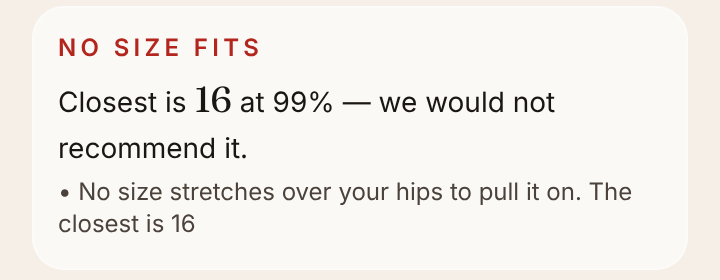 NO SIZE FITS
Closest is 16 at 99% — we would not
recommend it.
• No size stretches over your hips to pull it on. The
closest is 16